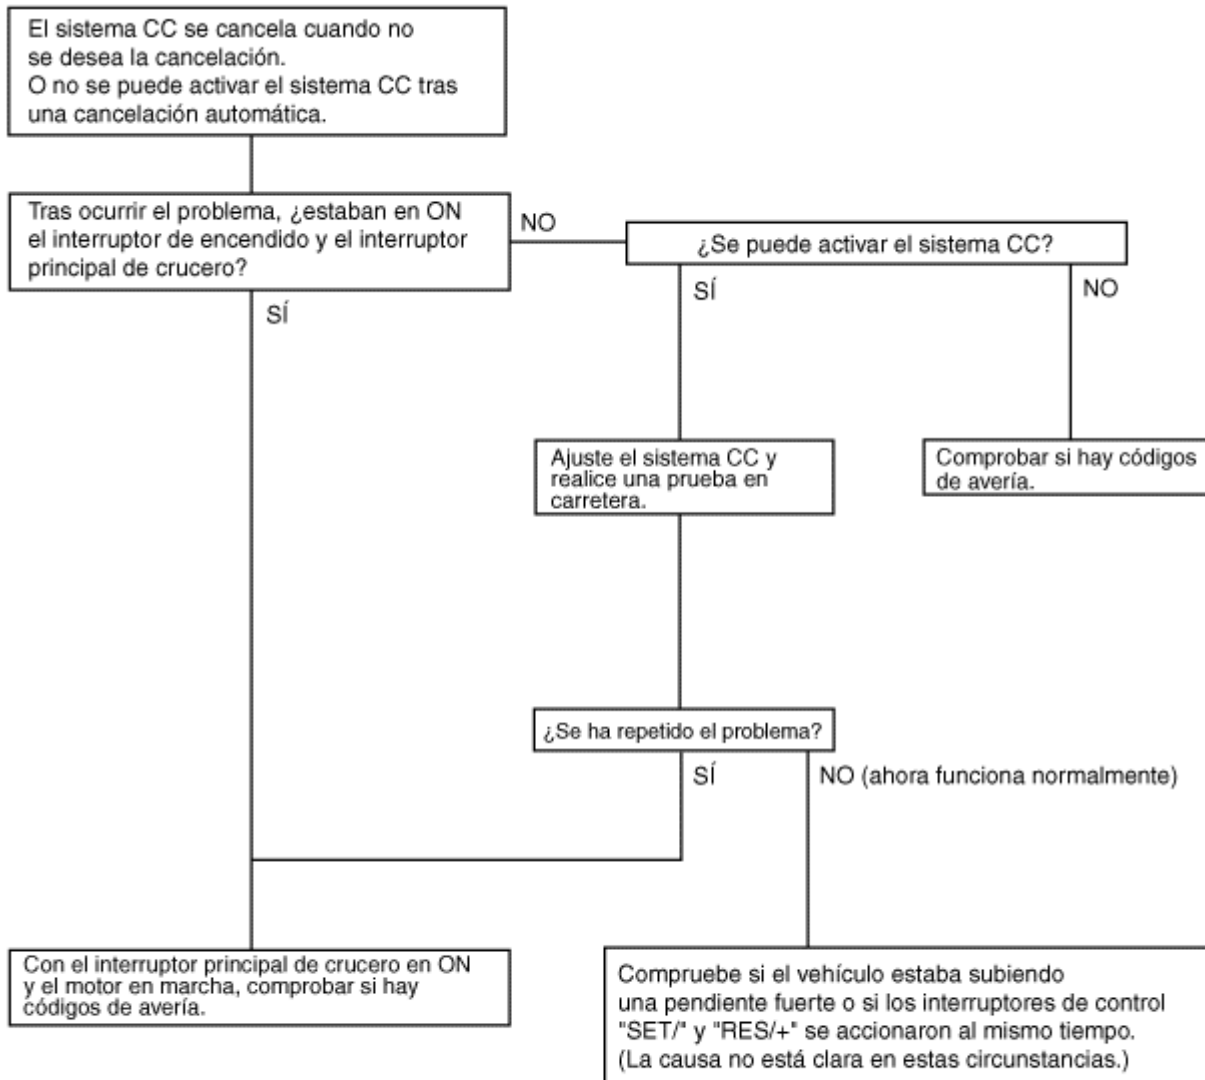 El sistema CC se cancela cuando no
se desea la cancelación.
O no se puede activar el sistema CC tras
una cancelación automática.
Tras ocurrir el problema, ¿estaban en ON
el interruptor de encendido y el interruptor
principal de crucero?
NO
¿Se puede activar el sistema CC?
SÍ
SÍ
NO
Ajuste el sistema CC y
realice una prueba en
carretera.
Comprobar si hay códigos
de avería.
¿Se ha repetido el problema?
SÍ
NO (ahora funciona normalmente)
Con el interruptor principal de crucero en ON
y el motor en marcha, comprobar si hay
códigos de avería.
Compruebe si el vehículo estaba subiendo
una pendiente fuerte o si los interruptores de control
"SET/" y "RES/+" se accionaron al mismo tiempo.
(La causa no está clara en estas circunstancias.)